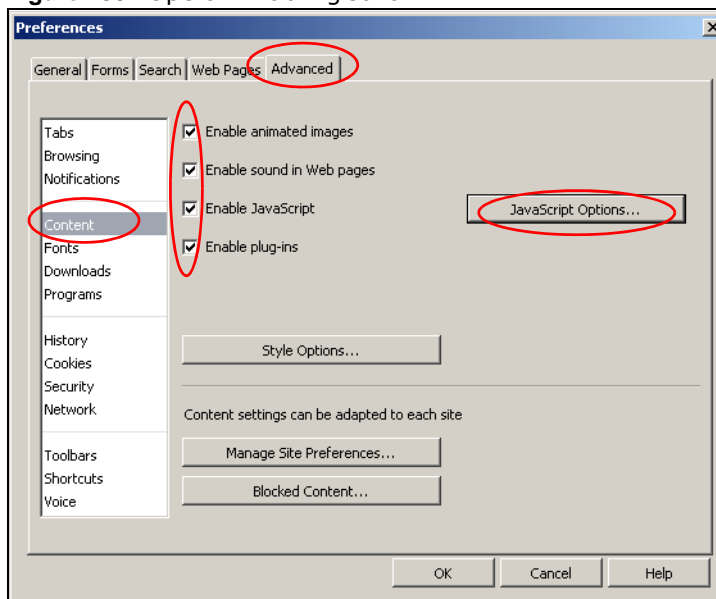 Preferences
General
Forms
Search
Web Pages
Advanced
Tabs
Browsing
Notifications
Content
Fonts
Downloads
Programs
History
Cookies
Security
Network
Toolbars
Shortcuts
Voice
Enable animated images
Enable sound in Web pages
Enable JavaScript
JavaScript Options...
Enable plug-ins
Style Options...
Content settings can be adapted to each site
Manage Site Preferences...
Blocked Content...
OK
Cancel
Help